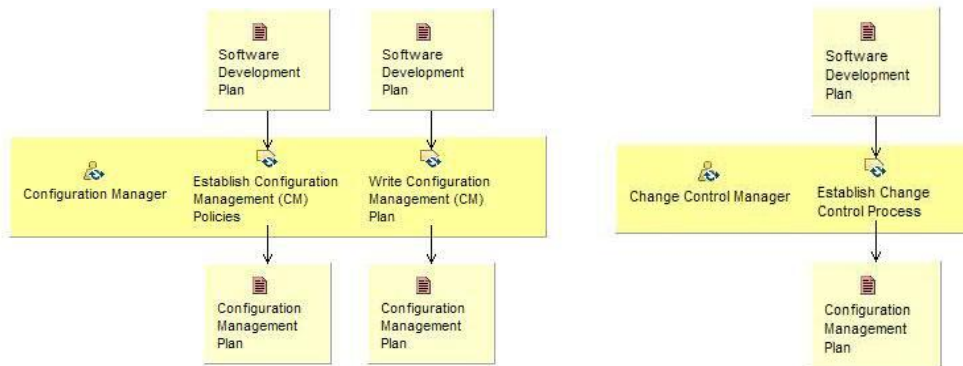 Software
Development
Plan
Software
Development
Plan
Configuration Manager
Establish Configuration
Management (CM)
Policies
Write Configuration
Management (CM)
Plan
Configuration
Management
Plan
Configuration
Management
Plan
Software
Development
Plan
Change Control Manager
Establish Change
Control Process
Configuration
Management
Plan